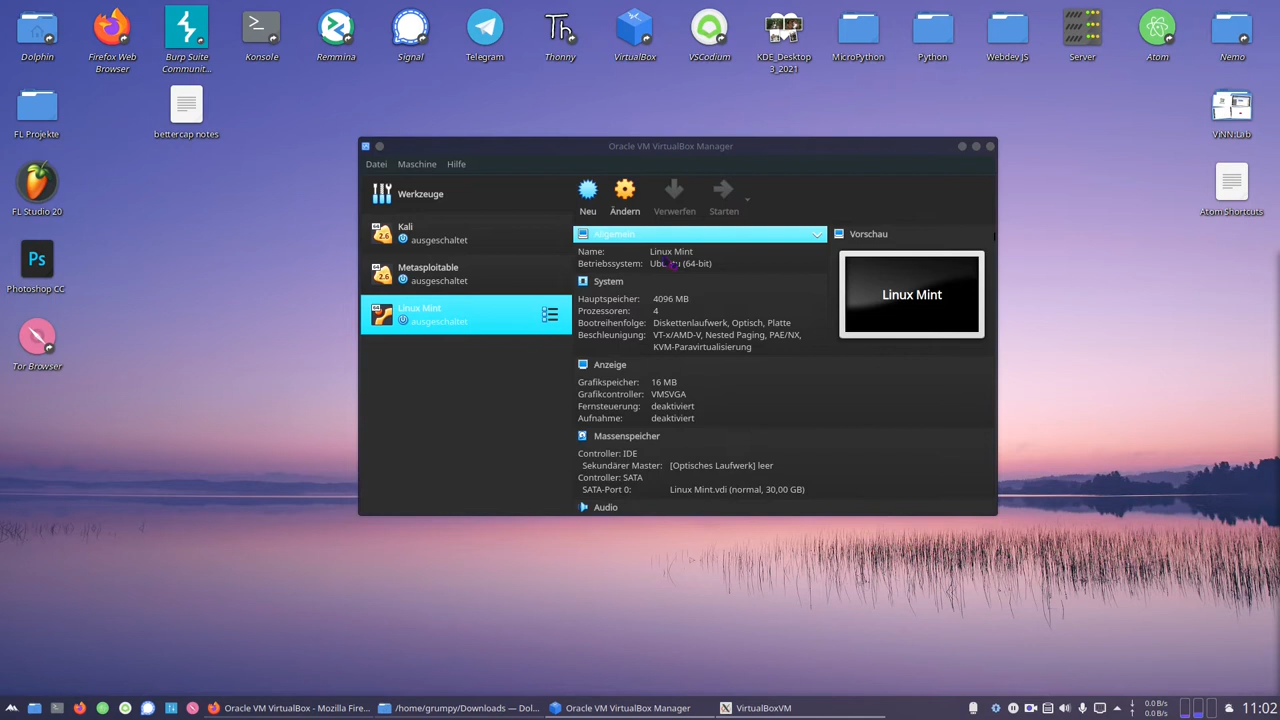 Dolphin
Firefox Web
Browser
Burp Suite
Communit...
Konsole
Remmina
Signal
Telegram
Thonny
VirtualBox
VSCodium
KDE_Desktop
3_2021
MicroPython
Python
Webdev JS
Server
Atom
Nemo
FL Projekte
bettercap notes
ViNN:Lab
FL Studio 20
Atom Shortcuts
Ps
Photoshop CC
Tor Browser
Oracle VM VirtualBox Manager
Datei Maschine Hilfe
Werkzeuge
Neu Ändern Verwerfen Starten
Kali
ausgeschaltet
Metasploitable
ausgeschaltet
Linux Mint
ausgeschaltet
Allgemein
Name: Linux Mint
Betriebssystem: Ubuntu (64-bit)
System
Hauptspeicher: 4096 MB
Prozessoren: 4
Bootreihenfolge: Diskettenlaufwerk, Optisch, Platte
Beschleunigung: VT-x/AMD-V, Nested Paging, PAE/NX,
KVM-Paravirtualisierung
Anzeige
Grafikspeicher: 16 MB
Grafikcontroller: VMSVGA
Fernsteuerung: deaktiviert
Aufnahme: deaktiviert
Massenspeicher
Controller: IDE
Sekundärer Master: [Optisches Laufwerk] leer
Controller: SATA
SATA-Port 0: Linux Mint.vdi (normal, 30,00 GB)
Audio
Vorschau
Linux Mint
Oracle VM VirtualBox - Mozilla Fire...
/home/grumpy/Downloads — Dol...
Oracle VM VirtualBox Manager
VirtualBoxVM
0.0 B/s
0.0 B/s
11:02